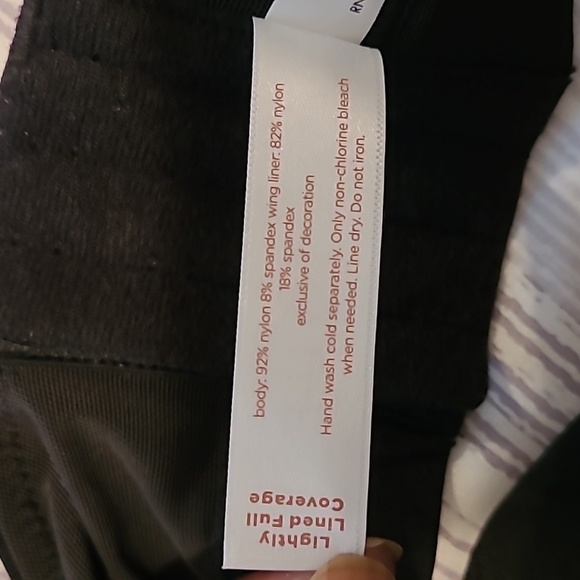 body: 92% nylon 8% spandex wing liner: 82% nylon
18% spandex
exclusive of decoration
Hand wash cold separately. Only non-chlorine bleach
when needed. Line dry. Do not iron.
Lightly
Lined Full
Coverage